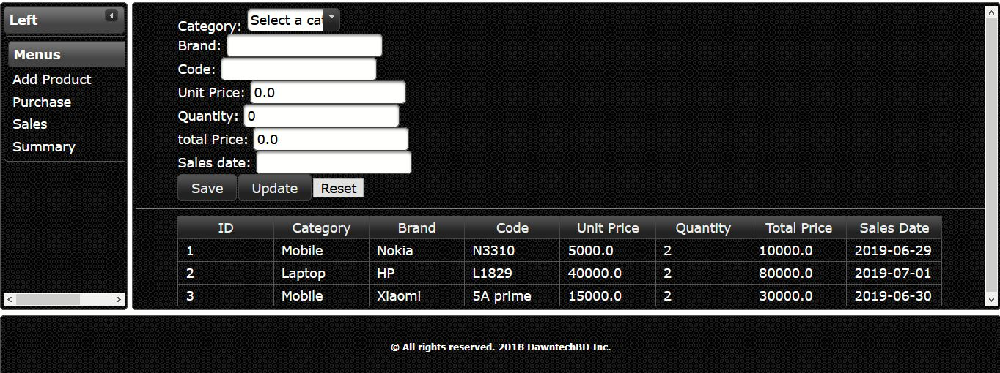 Left
Menus
Add Product
Purchase
Sales
Summary
Category: Select a cat
Brand:
Code:
Unit Price: 0.0
Quantity: 0
total Price: 0.0
Sales date:
Save Update Reset
ID Category Brand Code Unit Price Quantity Total Price Sales Date
1 Mobile Nokia N3310 5000.0 2 10000.0 2019-06-29
2 Laptop HP L1829 40000.0 2 80000.0 2019-07-01
3 Mobile Xiaomi 5A prime 15000.0 2 30000.0 2019-06-30
© All rights reserved. 2018 DawntechBD Inc.